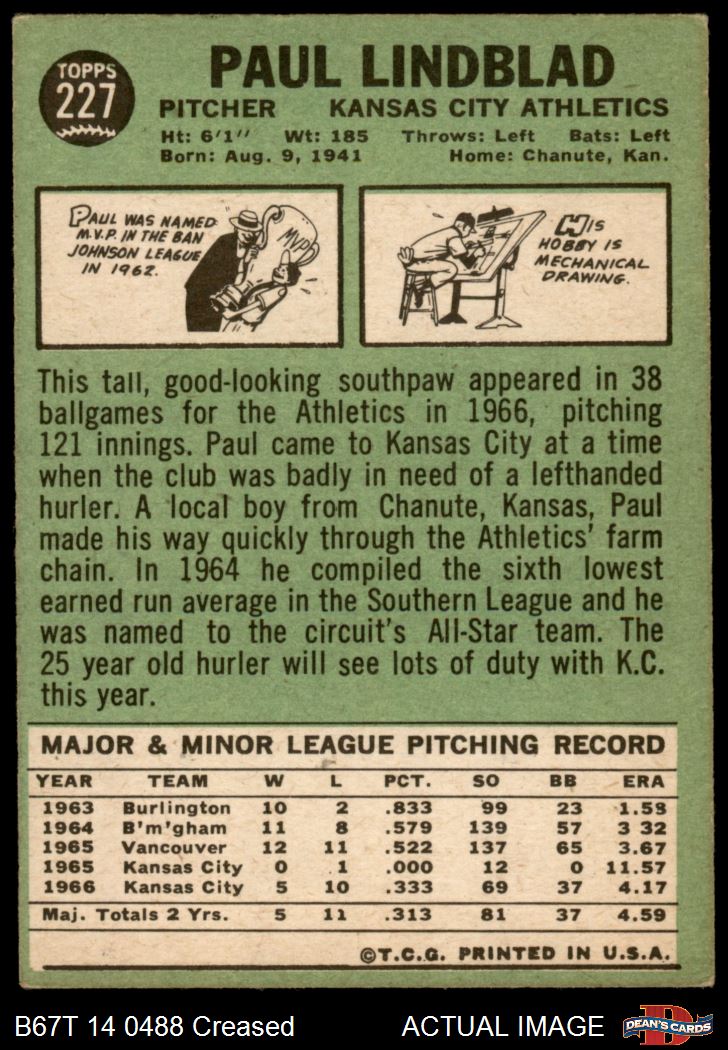 TOPPS
227
PAUL LINDBLAD
PITCHER KANSAS CITY ATHLETICS
Ht: 6'1" Wt: 185 Throws: Left Bats: Left
Born: Aug. 9, 1941 Home: Chanute, Kan.
PAUL WAS NAMED
M.V.P. IN THE BAN
JOHNSON LEAGUE
IN 1962.
MVP
HIS
HOBBY IS
MECHANICAL
DRAWING.
This tall, good-looking southpaw appeared in 38
ballgames for the Athletics in 1966, pitching
121 innings. Paul came to Kansas City at a time
when the club was badly in need of a lefthanded
hurler. A local boy from Chanute, Kansas, Paul
made his way quickly through the Athletics' farm
chain. In 1964 he compiled the sixth lowest
earned run average in the Southern League and he
was named to the circuit's All-Star team. The
25 year old hurler will see lots of duty with K.C.
this year.
MAJOR & MINOR LEAGUE PITCHING RECORD
YEAR TEAM W L PCT. SO BB ERA
1963 Burlington 10 2 .833 99 23 1.58
1964 B'm'gham 11 8 .579 139 57 3 32
1965 Vancouver 12 11 .522 137 65 3.67
1965 Kansas City 0 1 .000 12 0 11.57
1966 Kansas City 5 10 .333 69 37 4.17
Maj. Totals 2 Yrs. 5 11 .313 81 37 4.59
©T.C.G. PRINTED IN U.S.A.
B67T 14 0488 Creased ACTUAL IMAGE
DEAN'S CARDS